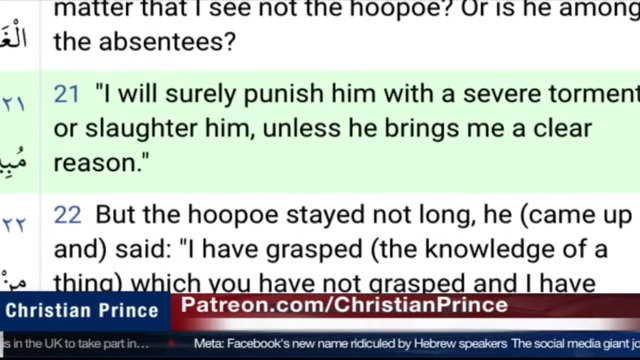 matter that I see not the hoopoe? Or is he among
the absentees?
٢١
21 "I will surely punish him with a severe torment
or slaughter him, unless he brings me a clear
reason."
٢٢
22 But the hoopoe stayed not long, he (came up
and) said: "I have grasped (the knowledge of a
thing) which you have not grasped and I have
Christian Prince
Patreon.com/ChristianPrince
is in the UK to take part in… Meta: Facebook's new name ridiculed by Hebrew speakers The social media giant